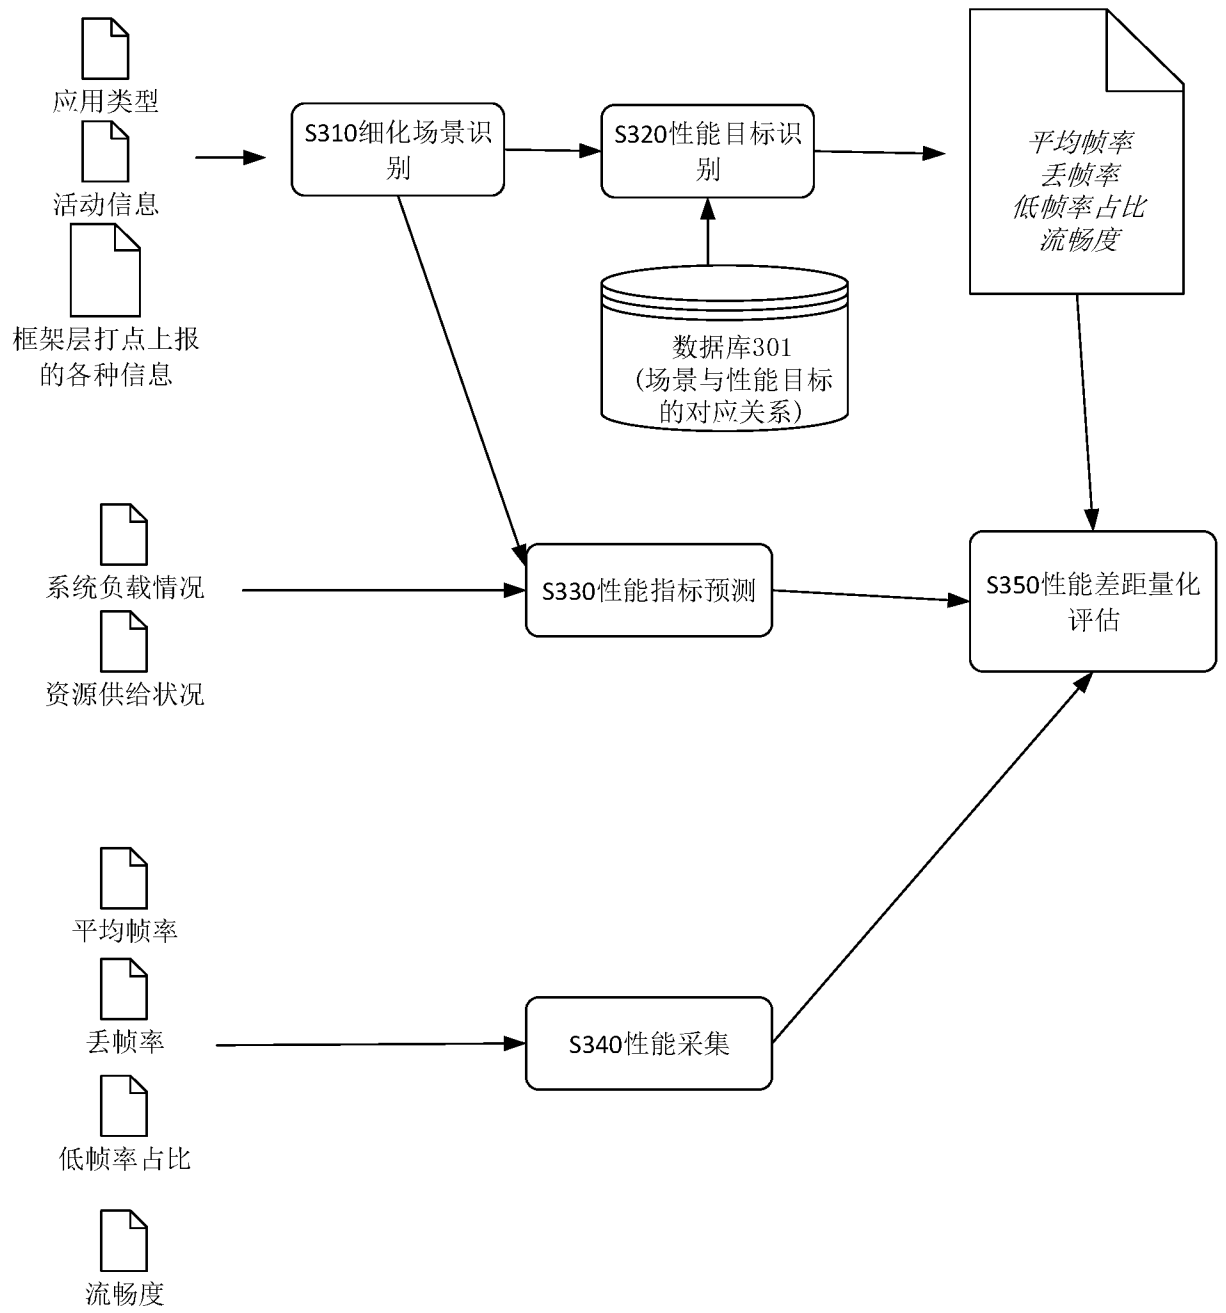 应用类型
活动信息
框架层打点上报
的各种信息
S310细化场景识
别
S320性能目标识
别
平均帧率
丢帧率
低帧率占比
流畅度
数据库301
(场景与性能目标
的对应关系)
系统负载情况
资源供给状况
S330性能指标预测
S350性能差距量化
评估
平均帧率
丢帧率
低帧率占比
流畅度
S340性能采集